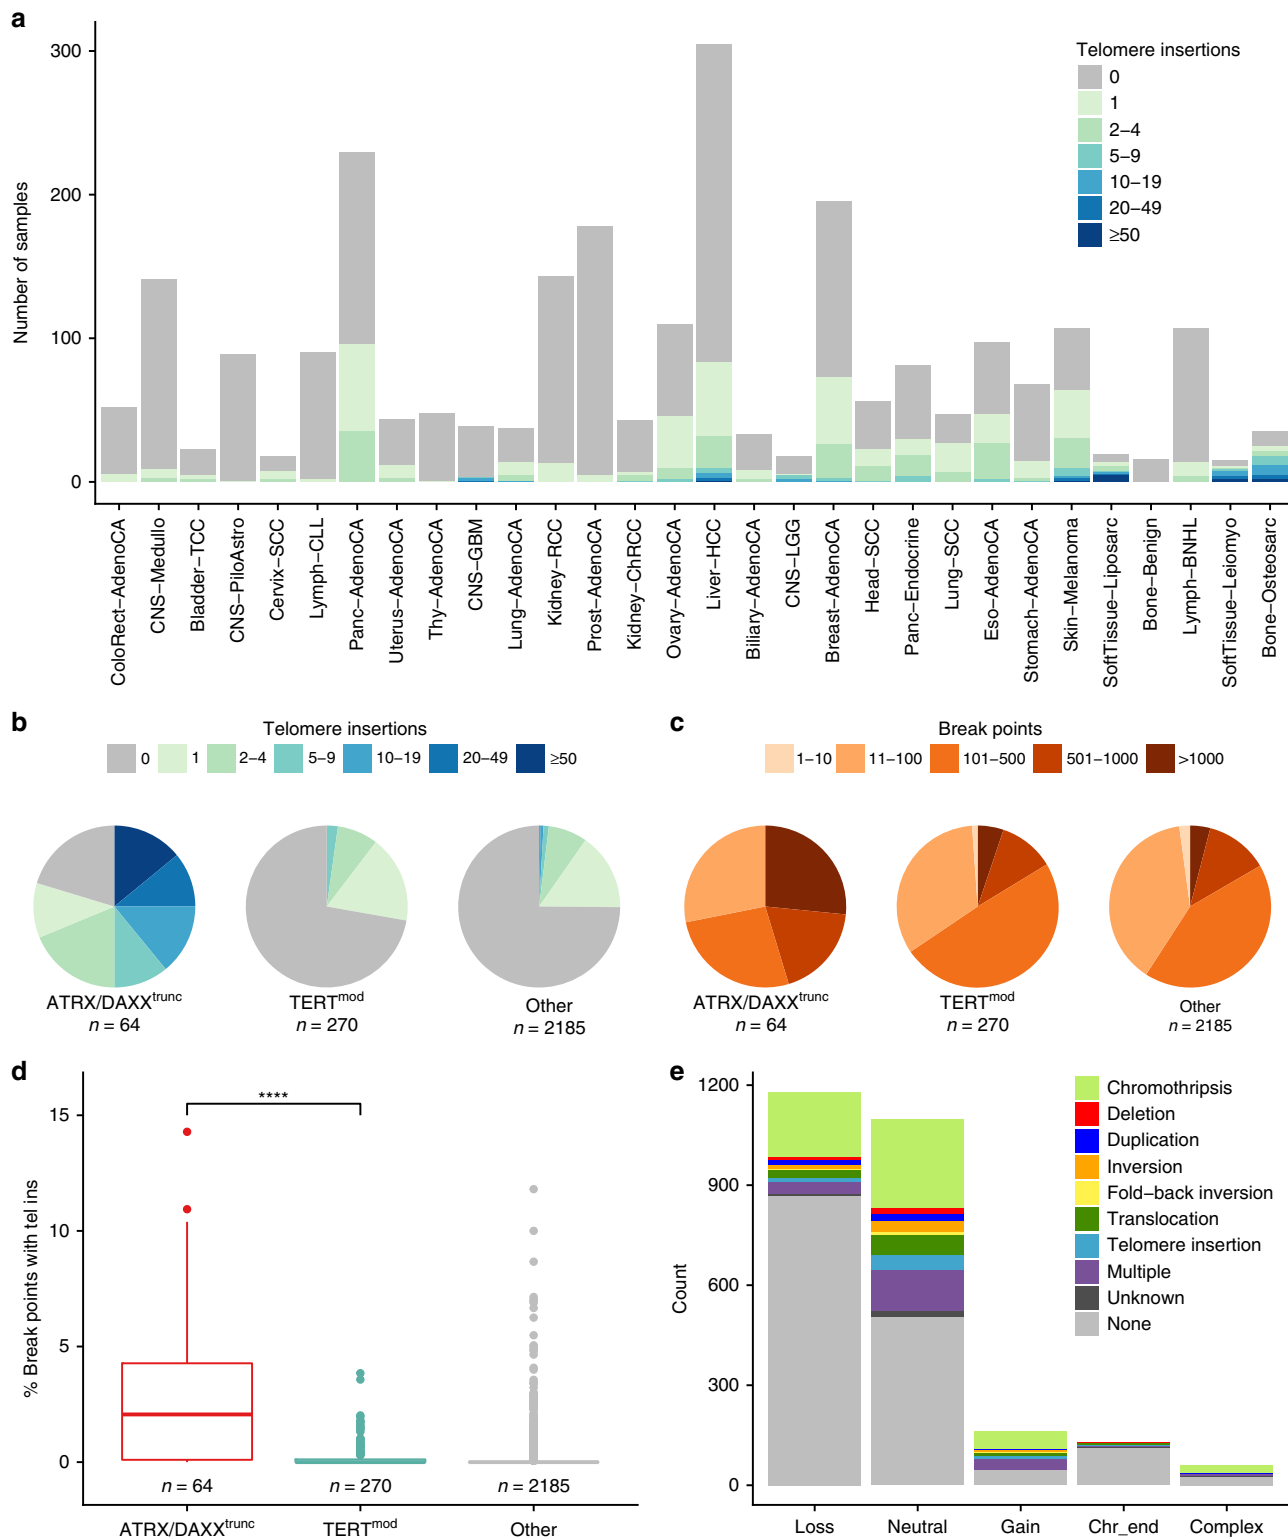 a
Number of samples
300
200
100
0
Telomere insertions
0
1
2–4
5–9
10–19
20–49
≥50
ColoRect–AdenoCA
CNS–Medullo
Bladder–TCC
CNS–PiloAstro
Cervix–SCC
Lymph–CLL
Panc–AdenoCA
Uterus–AdenoCA
Thy–AdenoCA
CNS–GBM
Lung–AdenoCA
Kidney–RCC
Prost–AdenoCA
Kidney–ChRCC
Ovary–AdenoCA
Liver–HCC
Biliary–AdenoCA
CNS–LGG
Breast–AdenoCA
Head–SCC
Panc–Endocrine
Lung–SCC
Eso–AdenoCA
Stomach–AdenoCA
Skin–Melanoma
SoftTissue–Liposarc
Bone–Benign
Lymph–BNHL
SoftTissue–Leiomyo
Bone–Osteosarc
b
Telomere insertions
0 1 2–4 5–9 10–19 20–49 ≥50
ATRX/DAXXtrunc
n = 64
TERTmod
n = 270
Other
n = 2185
c
Break points
1–10 11–100 101–500 501–1000 >1000
ATRX/DAXXtrunc
n = 64
TERTmod
n = 270
Other
n = 2185
d
% Break points with tel ins
15
10
5
0
****
n = 64
n = 270
n = 2185
ATRX/DAXXtrunc
TERTmod
Other
e
Count
1200
900
600
300
0
Chromothripsis
Deletion
Duplication
Inversion
Fold–back inversion
Translocation
Telomere insertion
Multiple
Unknown
None
Loss
Neutral
Gain
Chr_end
Complex